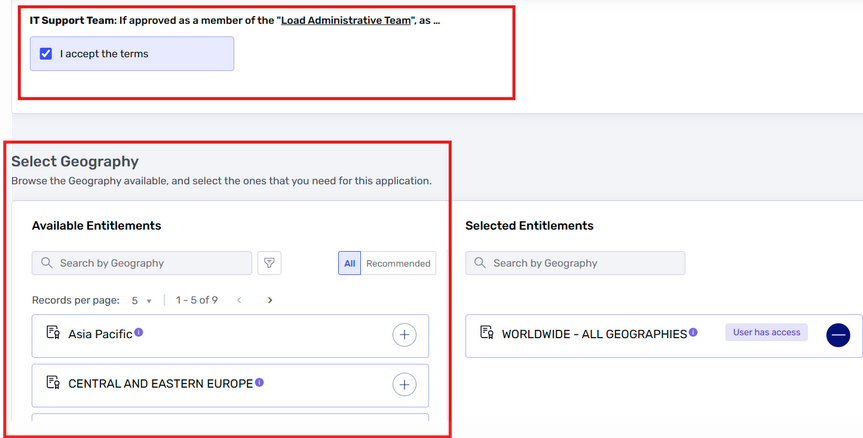 IT Support Team: If approved as a member of the "Load Administrative Team", as ...
I accept the terms
Select Geography
Browse the Geography available, and select the ones that you need for this application.
Available Entitlements
Search by Geography
All Recommended
Records per page: 5 1 - 5 of 9
Asia Pacific
CENTRAL AND EASTERN EUROPE
Selected Entitlements
Search by Geography
WORLDWIDE - ALL GEOGRAPHIES User has access